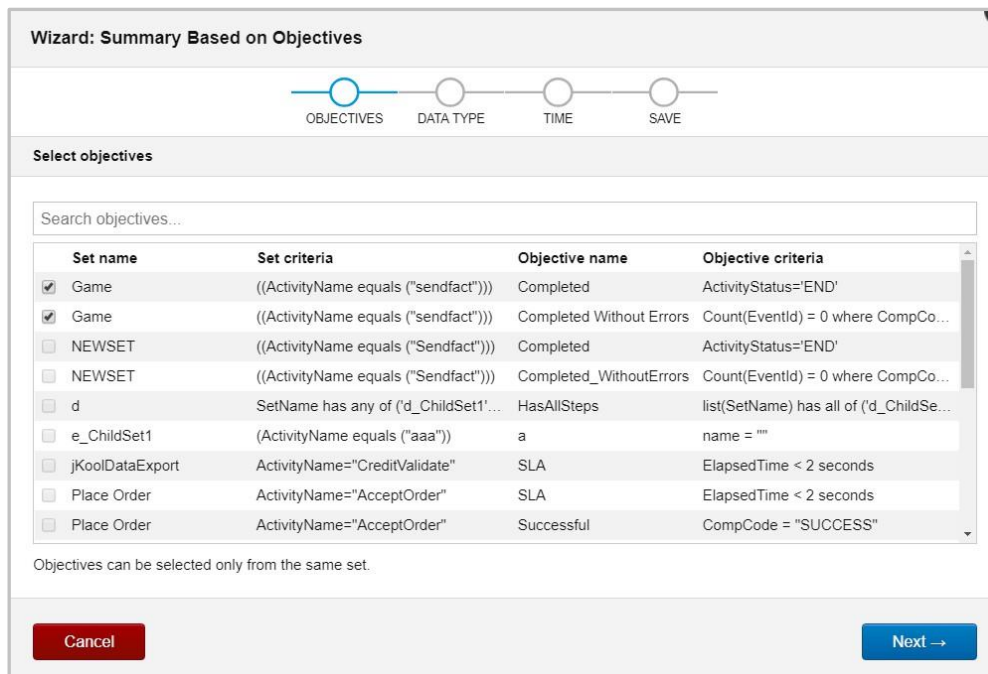 Wizard: Summary Based on Objectives
OBJECTIVES DATA TYPE TIME SAVE
Select objectives
Search objectives...
Set name Set criteria Objective name Objective criteria
Game ((ActivityName equals ("sendfact"))) Completed ActivityStatus='END'
Game ((ActivityName equals ("sendfact"))) Completed Without Errors Count(EventId) = 0 where CompCo...
NEWSET ((ActivityName equals ("Sendfact"))) Completed ActivityStatus='END'
NEWSET ((ActivityName equals ("Sendfact"))) Completed_WithoutErrors Count(EventId) = 0 where CompCo...
d SetName has any of ('d_ChildSet1'... HasAllSteps list(SetName) has all of ('d_ChildSe...
e_ChildSet1 (ActivityName equals ("aaa")) a name = ""
jKoolDataExport ActivityName="CreditValidate" SLA ElapsedTime < 2 seconds
Place Order ActivityName="AcceptOrder" SLA ElapsedTime < 2 seconds
Place Order ActivityName="AcceptOrder" Successful CompCode = "SUCCESS"
Objectives can be selected only from the same set.
Cancel Next →